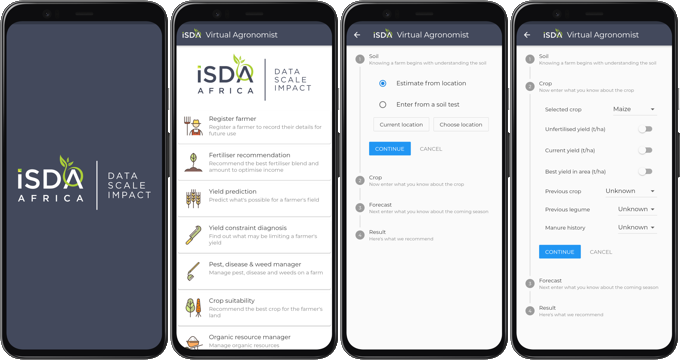 iSDA
AFRICA
DATA
SCALE
IMPACT
iSDA Virtual Agronomist
iSDA
AFRICA
DATA
SCALE
IMPACT
Register farmer
Register a farmer to record their details for
future use
Fertiliser recommendation
Recommend the best fertiliser blend and
amount to optimise income
Yield prediction
Predict what's possible for a farmer's field
Yield constraint diagnosis
Find out what may be limiting a farmer's
yield
Pest, disease & weed manager
Manage pest, disease and weeds on a farm
Crop suitability
Recommend the best crop for the farmer's
land
Organic resource manager
Manage organic resources
iSDA Virtual Agronomist
1 Soil
Knowing a farm begins with understanding the soil
Estimate from location
Enter from a soil test
Current location Choose location
CONTINUE CANCEL
2 Crop
Next enter what you know about the crop
3 Forecast
Next enter what you know about the coming season
4 Result
Here's what we recommend
iSDA Virtual Agronomist
1 Soil
Knowing a farm begins with understanding the soil
2 Crop
Now enter what you know about the crop
Selected crop Maize
Unfertilised yield (t/ha)
Current yield (t/ha)
Best yield in area (t/ha)
Previous crop Unknown
Previous legume Unknown
Manure history Unknown
CONTINUE CANCEL
3 Forecast
Next enter what you know about the coming season
4 Result
Here's what we recommend